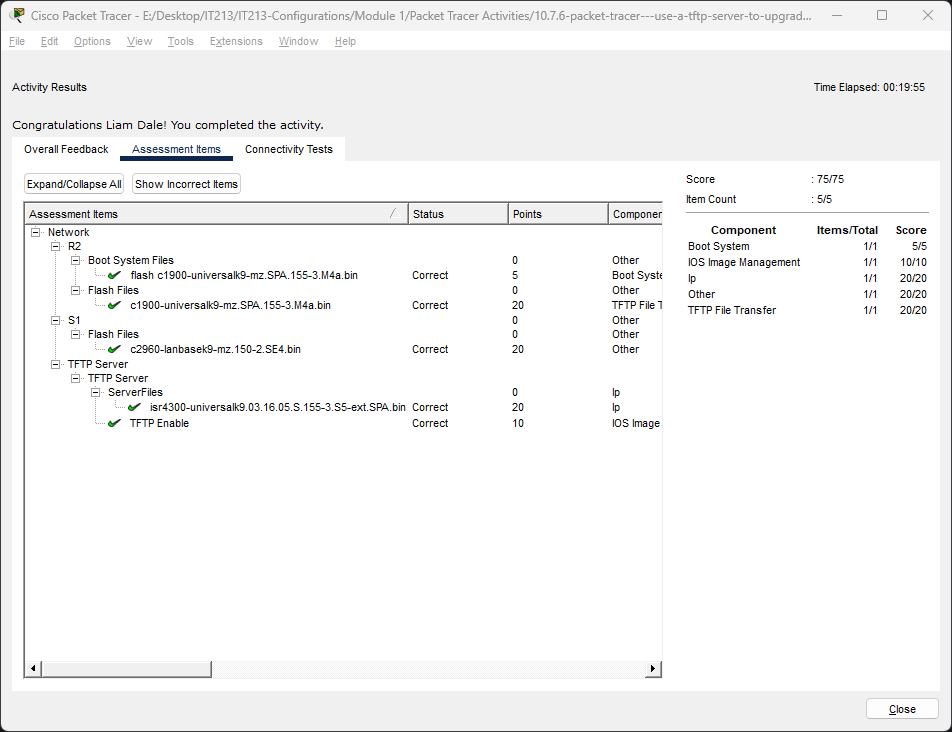 Cisco Packet Tracer - E:/Desktop/IT213/IT213-Configurations/Module 1/Packet Tracer Activities/10.7.6-packet-tracer---use-a-tftp-server-to-upgrad...
File Edit Options View Tools Extensions Window Help
Activity Results
Time Elapsed: 00:19:55
Congratulations Liam Dale! You completed the activity.
Overall Feedback Assessment Items Connectivity Tests
Expand/Collapse All Show Incorrect Items
Assessment Items Status Points Componen
Network
R2
Boot System Files 0 Other
flash c1900-universalk9-mz.SPA.155-3.M4a.bin Correct 5 Boot Syste
Flash Files 0 Other
c1900-universalk9-mz.SPA.155-3.M4a.bin Correct 20 TFTP File T
S1 0 Other
Flash Files 0 Other
c2960-lanbasek9-mz.150-2.SE4.bin Correct 20 Other
TFTP Server
TFTP Server
ServerFiles 0 Ip
isr4300-universalk9.03.16.05.S.155-3.S5-ext.SPA.bin Correct 20 Ip
TFTP Enable Correct 10 IOS Image
Score : 75/75
Item Count : 5/5
Component Items/Total Score
Boot System 1/1 5/5
IOS Image Management 1/1 10/10
Ip 1/1 20/20
Other 1/1 20/20
TFTP File Transfer 1/1 20/20
Close